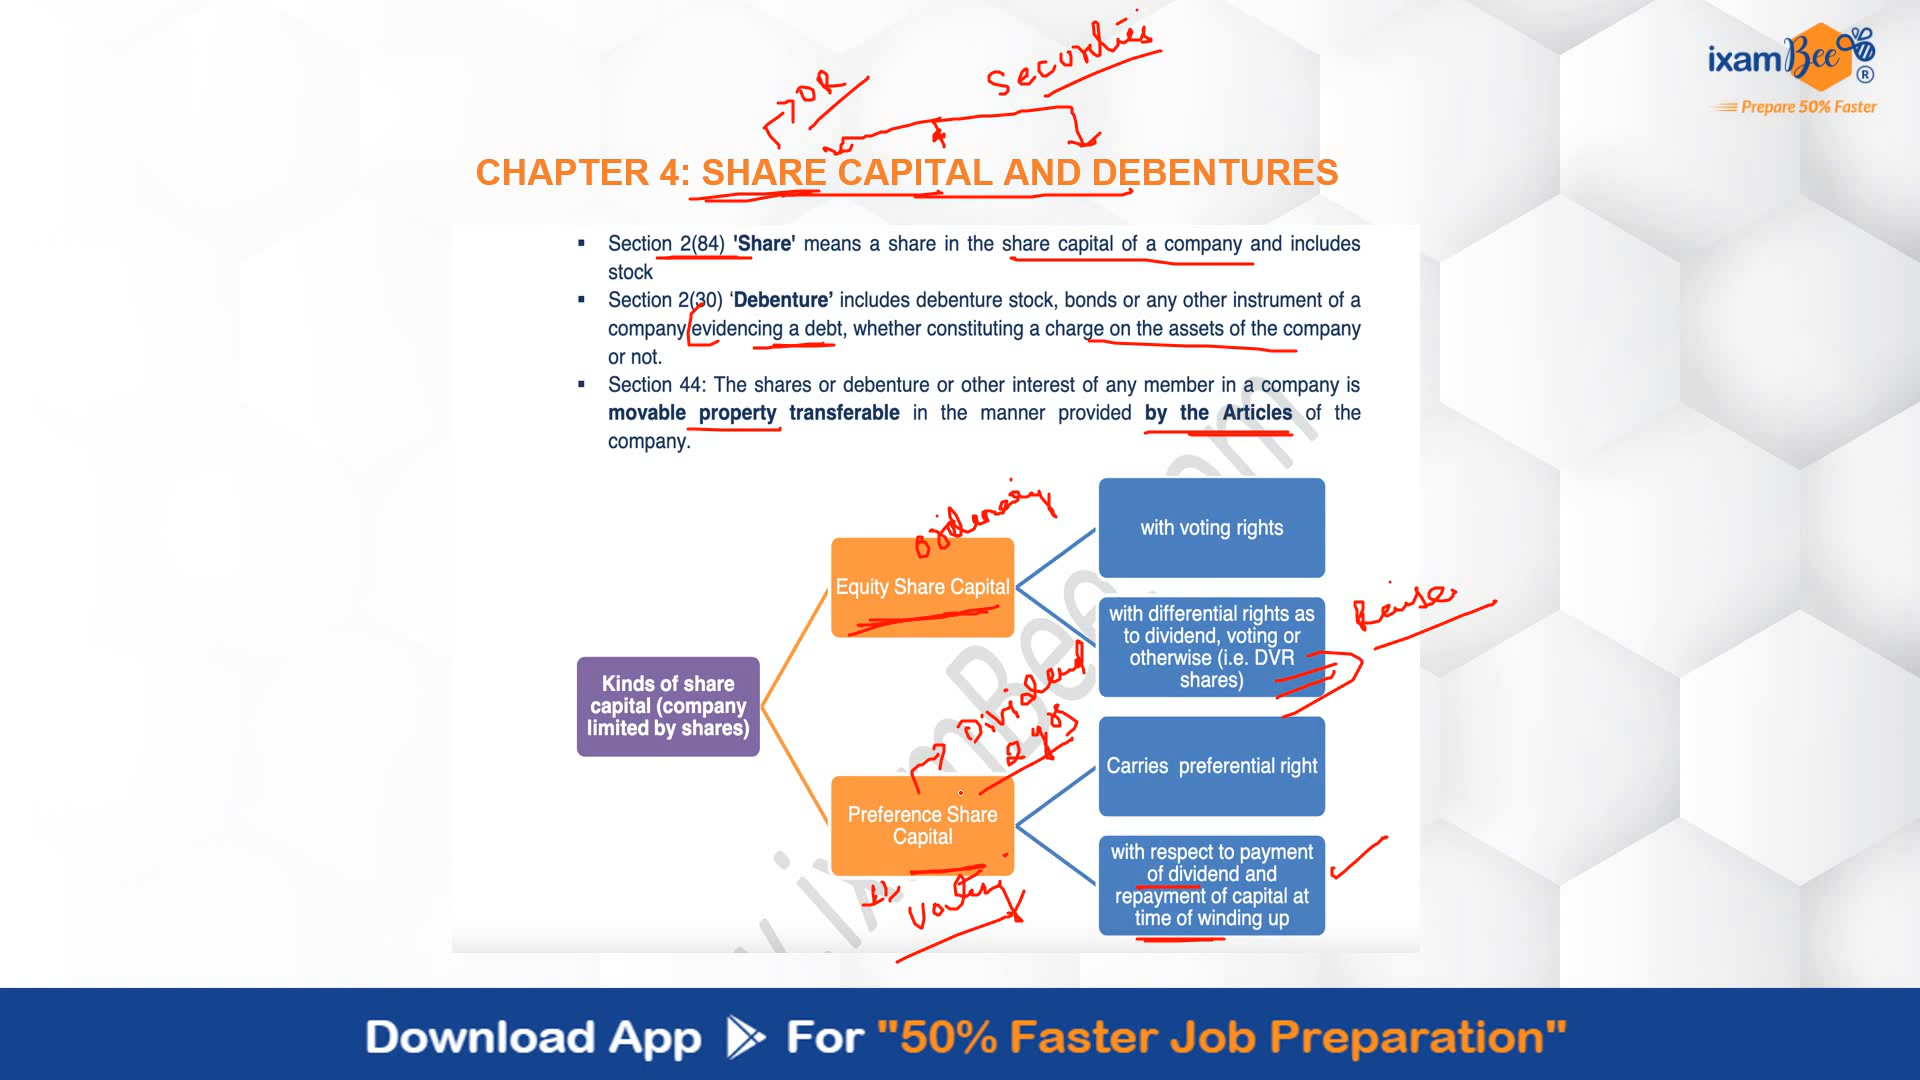 Securities
DR
ixamBee
®
Prepare 50% Faster
CHAPTER 4: SHARE CAPITAL AND DEBENTURES
▪ Section 2(84) 'Share' means a share in the share capital of a company and includes
stock
▪ Section 2(30) ‘Debenture’ includes debenture stock, bonds or any other instrument of a
company evidencing a debt, whether constituting a charge on the assets of the company
or not.
▪ Section 44: The shares or debenture or other interest of any member in a company is
movable property transferable in the manner provided by the Articles of the
company.
Kinds of share
capital (company
limited by shares)
Equity Share Capital
with voting rights
with differential rights as
to dividend, voting or
otherwise (i.e. DVR
shares)
Raise
Dividend
2 yrs
Preference Share
Capital
Voting
Carries preferential right
with respect to payment
of dividend and
repayment of capital at
time of winding up
Download App For "50% Faster Job Preparation"